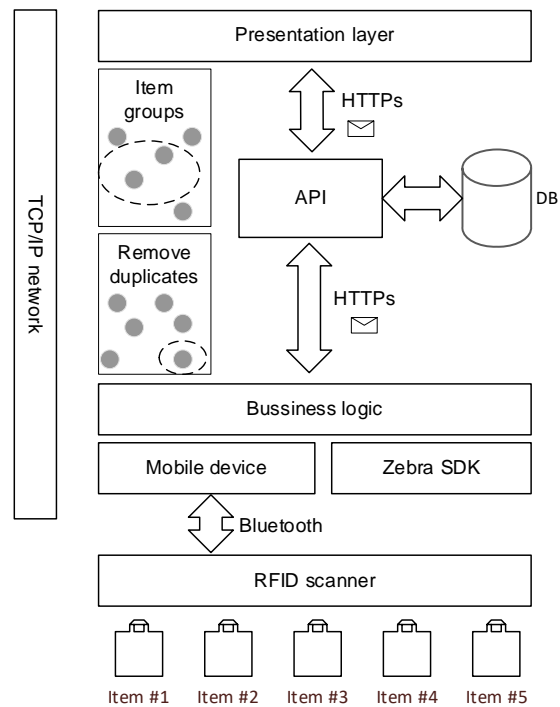 Presentation layer
Item
groups
HTTPs
TCP/IP network
API
DB
Remove
duplicates
HTTPs
Bussiness logic
Mobile device
Zebra SDK
Bluetooth
RFID scanner
Item #1
Item #2
Item #3
Item #4
Item #5